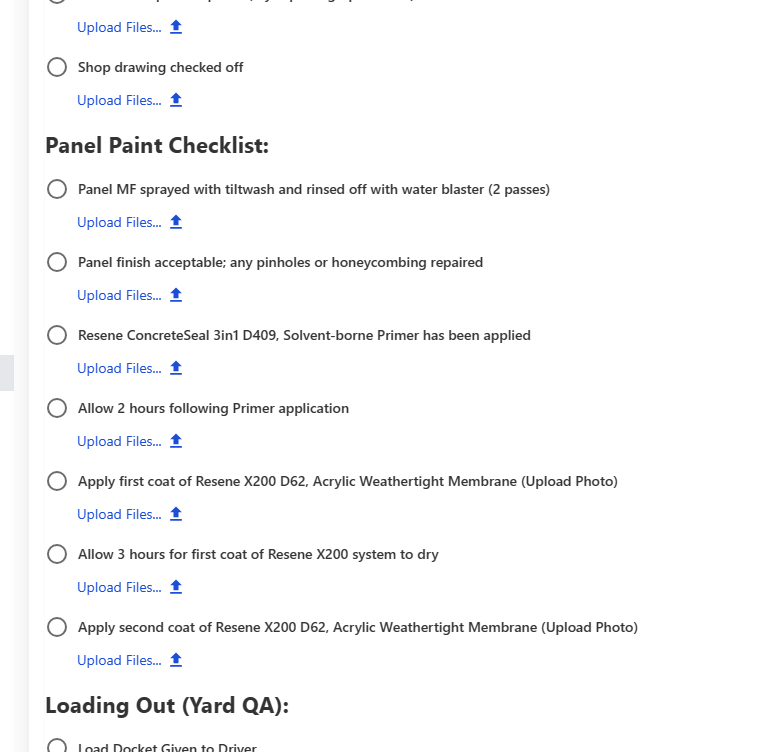 Upload Files...
Shop drawing checked off
Upload Files...
Panel Paint Checklist:
Panel MF sprayed with tiltwash and rinsed off with water blaster (2 passes)
Upload Files...
Panel finish acceptable; any pinholes or honeycombing repaired
Upload Files...
Resene ConcreteSeal 3in1 D409, Solvent-borne Primer has been applied
Upload Files...
Allow 2 hours following Primer application
Upload Files...
Apply first coat of Resene X200 D62, Acrylic Weathertight Membrane (Upload Photo)
Upload Files...
Allow 3 hours for first coat of Resene X200 system to dry
Upload Files...
Apply second coat of Resene X200 D62, Acrylic Weathertight Membrane (Upload Photo)
Upload Files...
Loading Out (Yard QA):
Load Docket Given to Driver